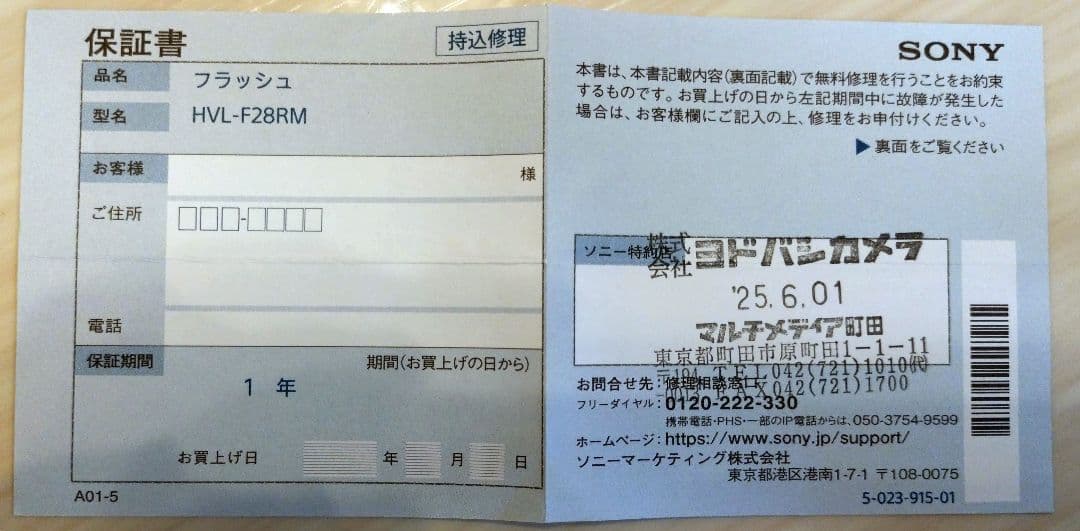 保証書
持込修理
品名 フラッシュ
型名 HVL-F28RM
お客様 様
ご住所 □□□-□□□□
電話
保証期間 期間(お買上げの日から)
1 年
お買上げ日 年 月 日
A01-5
SONY
本書は、本書記載内容(裏面記載)で無料修理を行うことをお約束
するものです。お買上げの日から左記期間中に故障が発生した
場合は、お客様欄にご記入の上、修理をお申付けください。
▶裏面をご覧ください
ソニー特約店
株式会社 ヨドバシカメラ
'25.6.01
マルチメディア町田
東京都町田市原町田1-1-11
〒194-0013 TEL042(721)1010㈹
FAX042(721)1700
お問合せ先:修理相談窓口
フリーダイヤル:0120-222-330
携帯電話・PHS・一部のIP電話からは、050-3754-9599
ホームページ:https://www.sony.jp/support/
ソニーマーケティング株式会社
東京都港区港南1-7-1 〒108-0075
5-023-915-01